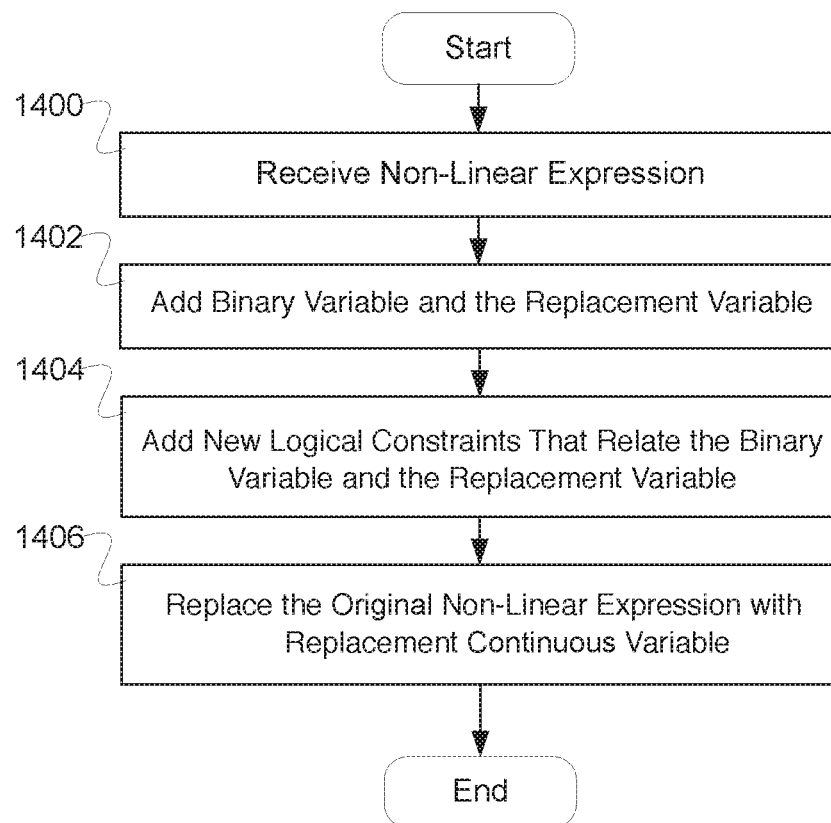 Start
1400
Receive Non-Linear Expression
1402
Add Binary Variable and the Replacement Variable
1404
Add New Logical Constraints That Relate the Binary
Variable and the Replacement Variable
1406
Replace the Original Non-Linear Expression with
Replacement Continuous Variable
End